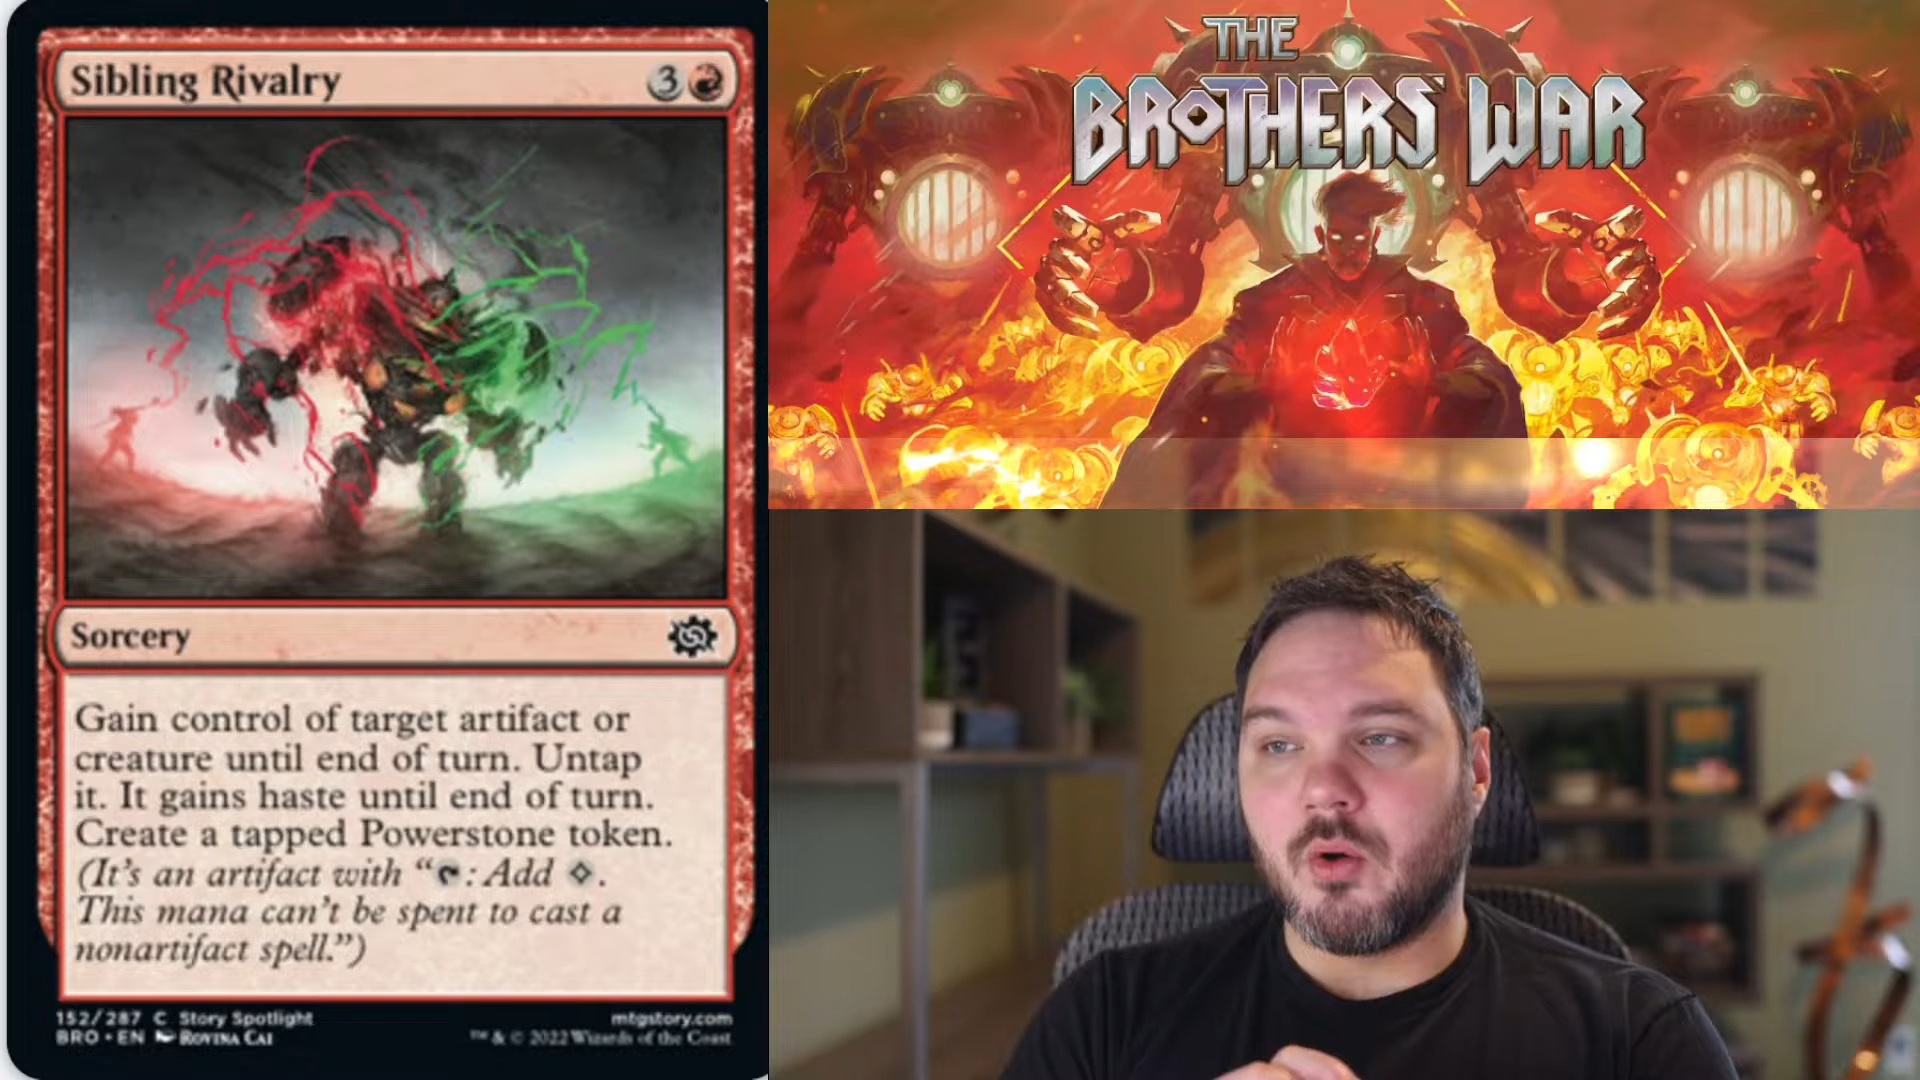 Sibling Rivalry
3
Sorcery
Gain control of target artifact or
creature until end of turn. Untap
it. It gains haste until end of turn.
Create a tapped Powerstone token.
(It's an artifact with “: Add .
This mana can't be spent to cast a
nonartifact spell.”)
152/287 C Story Spotlight
mtgstory.com
BRO • EN ROVINA CAI
™ & © 2022 Wizards of the Coast
THE
BROTHERS' WAR